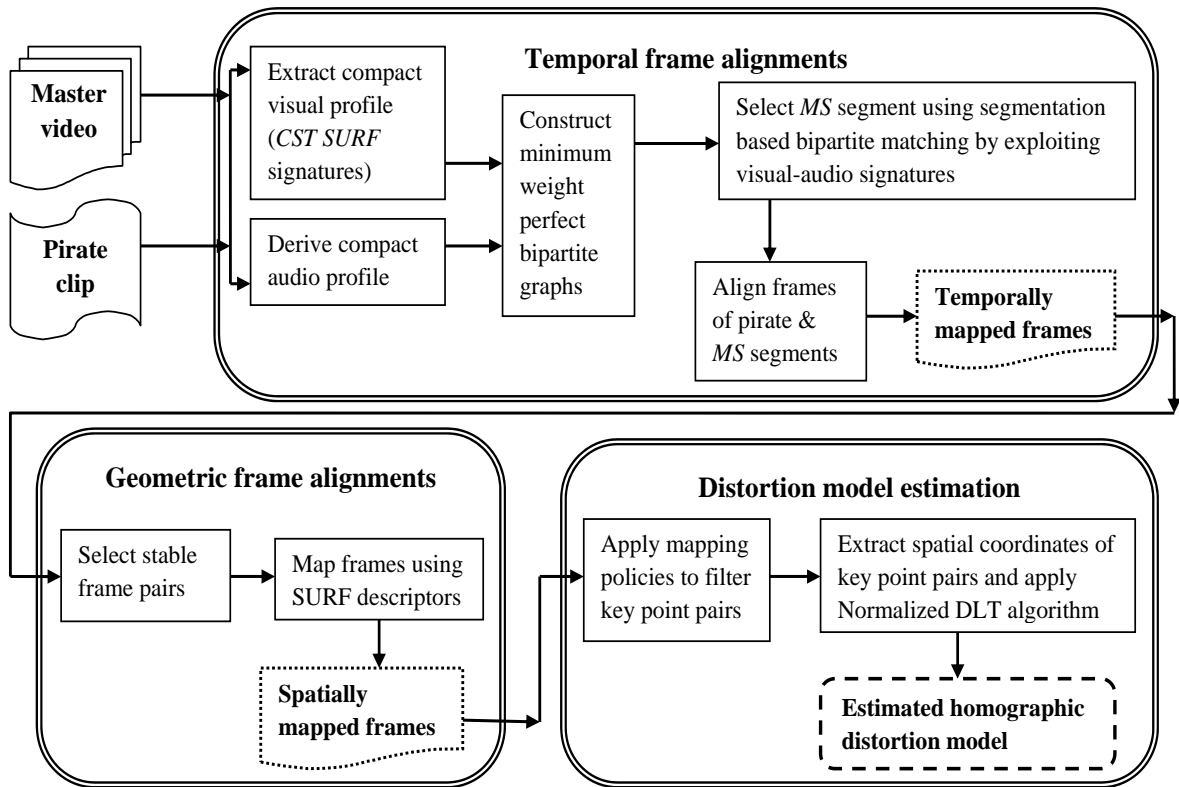 Temporal frame alignments
Master
video
Pirate
clip
Extract compact
visual profile
(CST SURF
signatures)
Derive compact
audio profile
Construct
minimum
weight
perfect
bipartite
graphs
Select MS segment using segmentation
based bipartite matching by exploiting
visual-audio signatures
Align frames
of pirate &
MS segments
Temporally
mapped frames
Geometric frame alignments
Select stable
frame pairs
Map frames using
SURF descriptors
Spatially
mapped frames
Distortion model estimation
Apply mapping
policies to filter
key point pairs
Extract spatial coordinates of
key point pairs and apply
Normalized DLT algorithm
Estimated homographic
distortion model